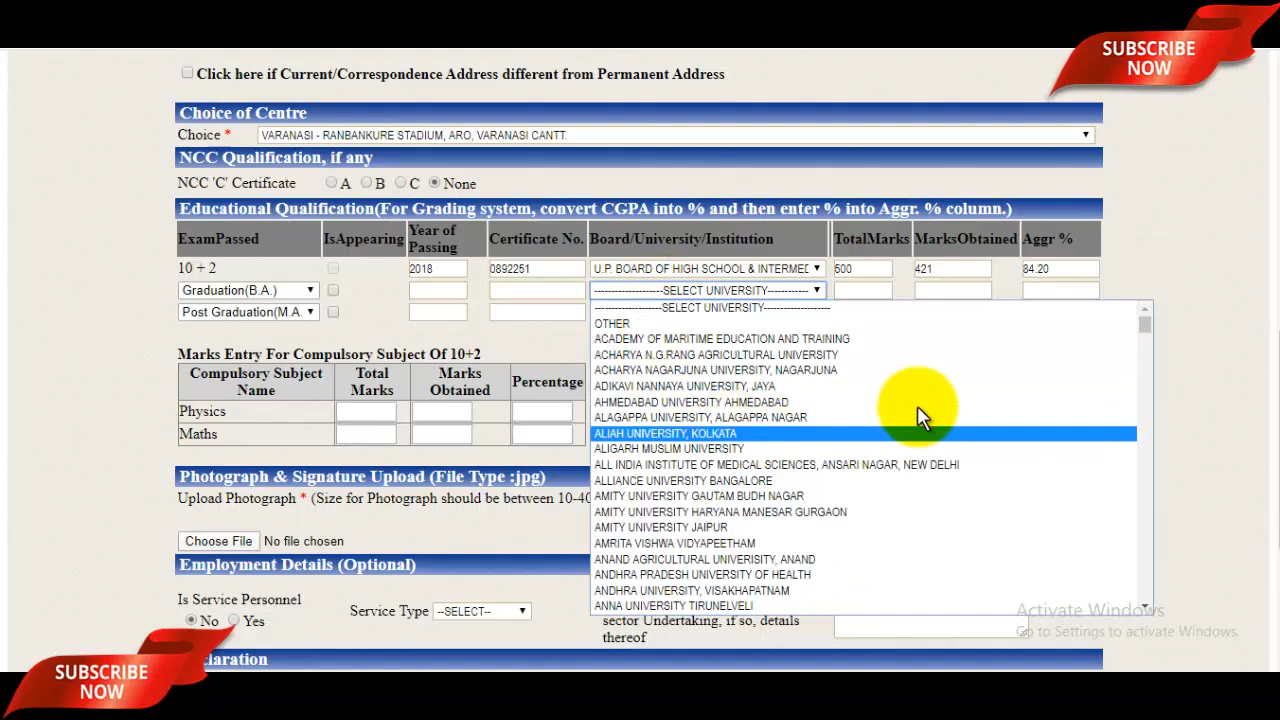 SUBSCRIBE
NOW
Click here if Current/Correspondence Address different from Permanent Address
Choice of Centre
Choice * VARANASI - RANBANKURE STADIUM, ARO, VARANASI CANTT.
NCC Qualification, if any
NCC 'C' Certificate A B C None
Educational Qualification(For Grading system, convert CGPA into % and then enter % into Aggr. % column.)
ExamPassed IsAppearing Year of Passing Certificate No. Board/University/Institution TotalMarks MarksObtained Aggr %
10 + 2 2018 0892251 U.P. BOARD OF HIGH SCHOOL & INTERMED 500 421 84.20
Graduation(B.A.) --------------------SELECT UNIVERSITY------------
Post Graduation(M.A.
--------------------SELECT UNIVERSITY--------------------
OTHER
ACADEMY OF MARITIME EDUCATION AND TRAINING
ACHARYA N.G.RANG AGRICULTURAL UNIVERSITY
ACHARYA NAGARJUNA UNIVERSITY, NAGARJUNA
ADIKAVI NANNAYA UNIVERSITY, JAYA
AHMEDABAD UNIVERSITY AHMEDABAD
ALAGAPPA UNIVERSITY, ALAGAPPA NAGAR
ALIAH UNIVERSITY, KOLKATA
ALIGARH MUSLIM UNIVERSITY
ALL INDIA INSTITUTE OF MEDICAL SCIENCES, ANSARI NAGAR, NEW DELHI
ALLIANCE UNIVERSITY BANGALORE
AMITY UNIVERSITY GAUTAM BUDH NAGAR
AMITY UNIVERSITY HARYANA MANESAR GURGAON
AMITY UNIVERSITY JAIPUR
AMRITA VISHWA VIDYAPEETHAM
ANAND AGRICULTURAL UNIVERISITY, ANAND
ANDHRA PRADESH UNIVERSITY OF HEALTH
ANDHRA UNIVERSITY, VISAKHAPATNAM
ANNA UNIVERSITY TIRUNELVELI
Marks Entry For Compulsory Subject Of 10+2
Compulsory Subject Name Total Marks Marks Obtained Percentage
Physics
Maths
Photograph & Signature Upload (File Type :jpg)
Upload Photograph * (Size for Photograph should be between 10-40
Choose File No file chosen
Employment Details (Optional)
Is Service Personnel
No Yes
Service Type --SELECT--
sector Undertaking, if so, details
thereof
Activate Windows
Go to Settings to activate Windows.
claration
SUBSCRIBE
NOW